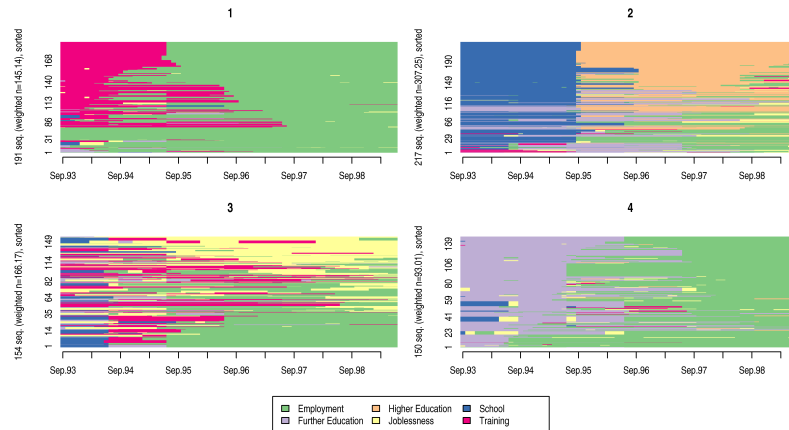 1
191 seq. (weighted n=145.14), sorted
1 31 86 113 140 168
Sep.93 Sep.94 Sep.95 Sep.96 Sep.97 Sep.98
2
217 seq. (weighted n=307.25), sorted
1 29 66 116 149 190
Sep.93 Sep.94 Sep.95 Sep.96 Sep.97 Sep.98
3
154 seq. (weighted n=166.17), sorted
1 14 35 64 82 114 149
Sep.93 Sep.94 Sep.95 Sep.96 Sep.97 Sep.98
4
150 seq. (weighted n=93.01), sorted
1 23 41 59 80 106 139
Sep.93 Sep.94 Sep.95 Sep.96 Sep.97 Sep.98
Employment Higher Education School
Further Education Joblessness Training